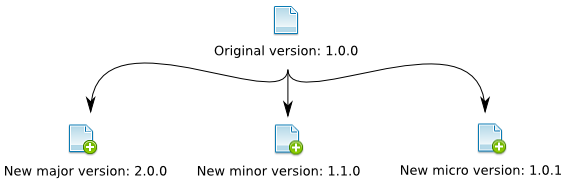 Original version: 1.0.0
New major version: 2.0.0
New minor version: 1.1.0
New micro version: 1.0.1